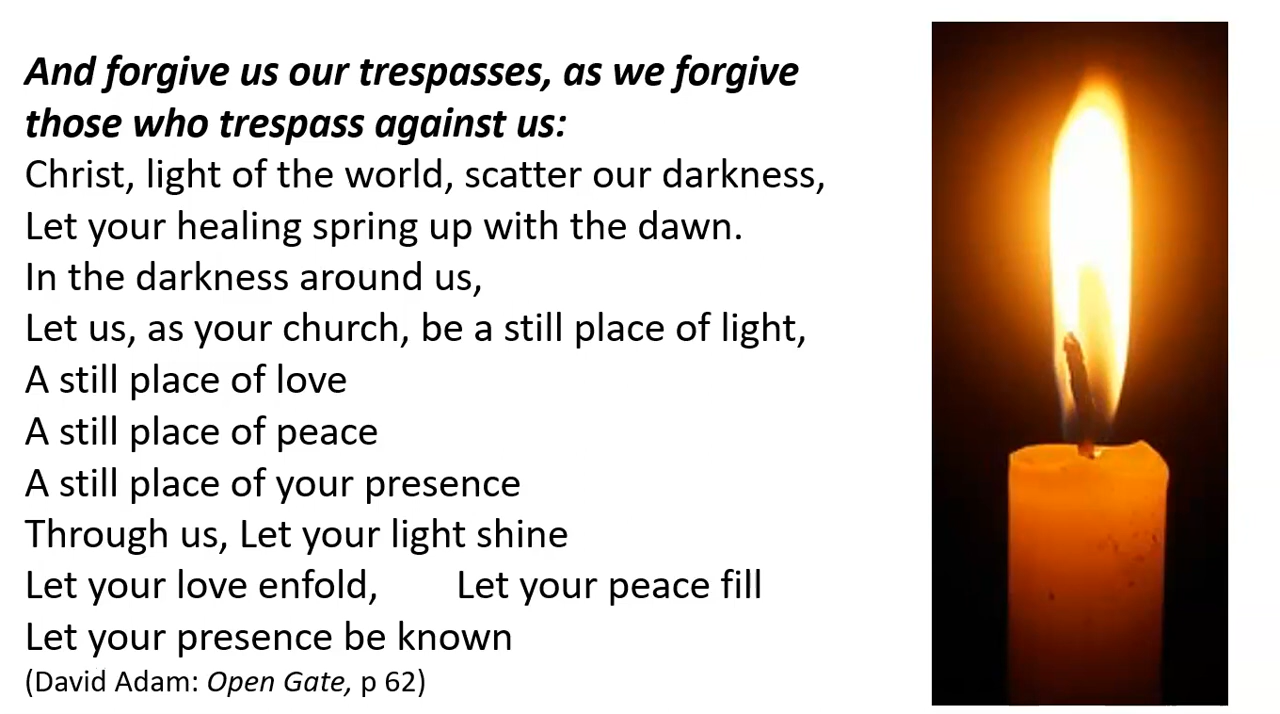 And forgive us our trespasses, as we forgive
those who trespass against us:
Christ, light of the world, scatter our darkness,
Let your healing spring up with the dawn.
In the darkness around us,
Let us, as your church, be a still place of light,
A still place of love
A still place of peace
A still place of your presence
Through us, Let your light shine
Let your love enfold, Let your peace fill
Let your presence be known
(David Adam: Open Gate, p 62)